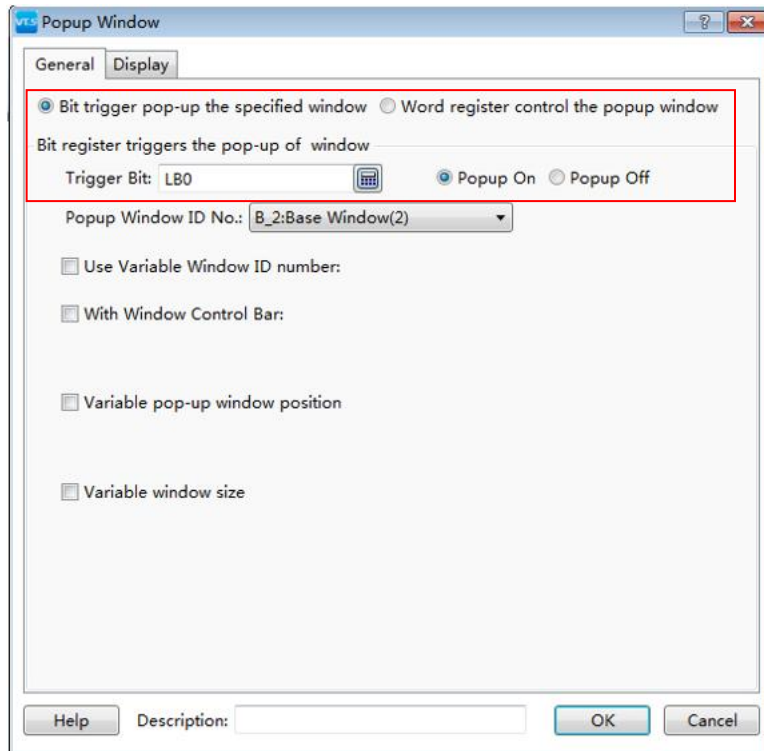 VT.S Popup Window
General Display
Bit trigger pop-up the specified window Word register control the popup window
Bit register triggers the pop-up of window
Trigger Bit: LB0 Popup On Popup Off
Popup Window ID No.: B_2:Base Window(2)
Use Variable Window ID number:
With Window Control Bar:
Variable pop-up window position
Variable window size
Help Description: OK Cancel